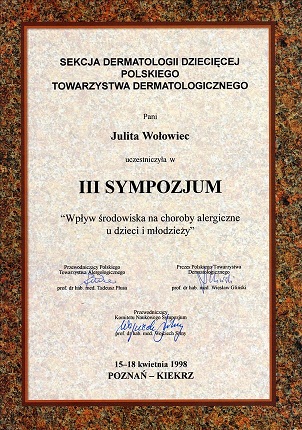 SEKCJA DERMATOLOGII DZIECIĘCEJ
POLSKIEGO
TOWARZYSTWA DERMATOLOGICZNEGO
Pani
Julita Wołowiec
uczestniczyła w
III SYMPOZJUM
“Wpływ środowiska na choroby alergiczne
u dzieci i młodzieży”
Przewodniczący Polskiego
Towarzystwa Alergologicznego
prof. dr hab. med. Tadeusz Płusa
Prezes Polskiego Towarzystwa
Dermatologicznego
prof. dr hab. med. Wiesław Gliński
Przewodniczący
Komitetu Naukowego Sympozjum
prof. dr hab. med. Wojciech Silny
15–18 kwietnia 1998
POZNAŃ – KIEKRZ